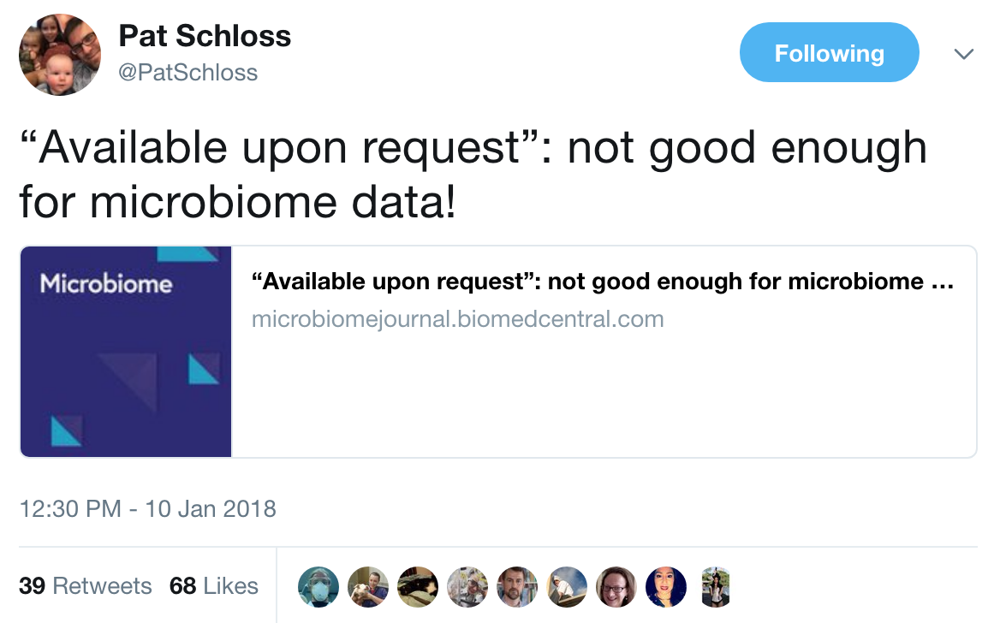 Pat Schloss
@PatSchloss
Following
“Available upon request”: not good enough
for microbiome data!
Microbiome
“Available upon request”: not good enough for microbiome ...
microbiomejournal.biomedcentral.com
12:30 PM - 10 Jan 2018
39 Retweets 68 Likes